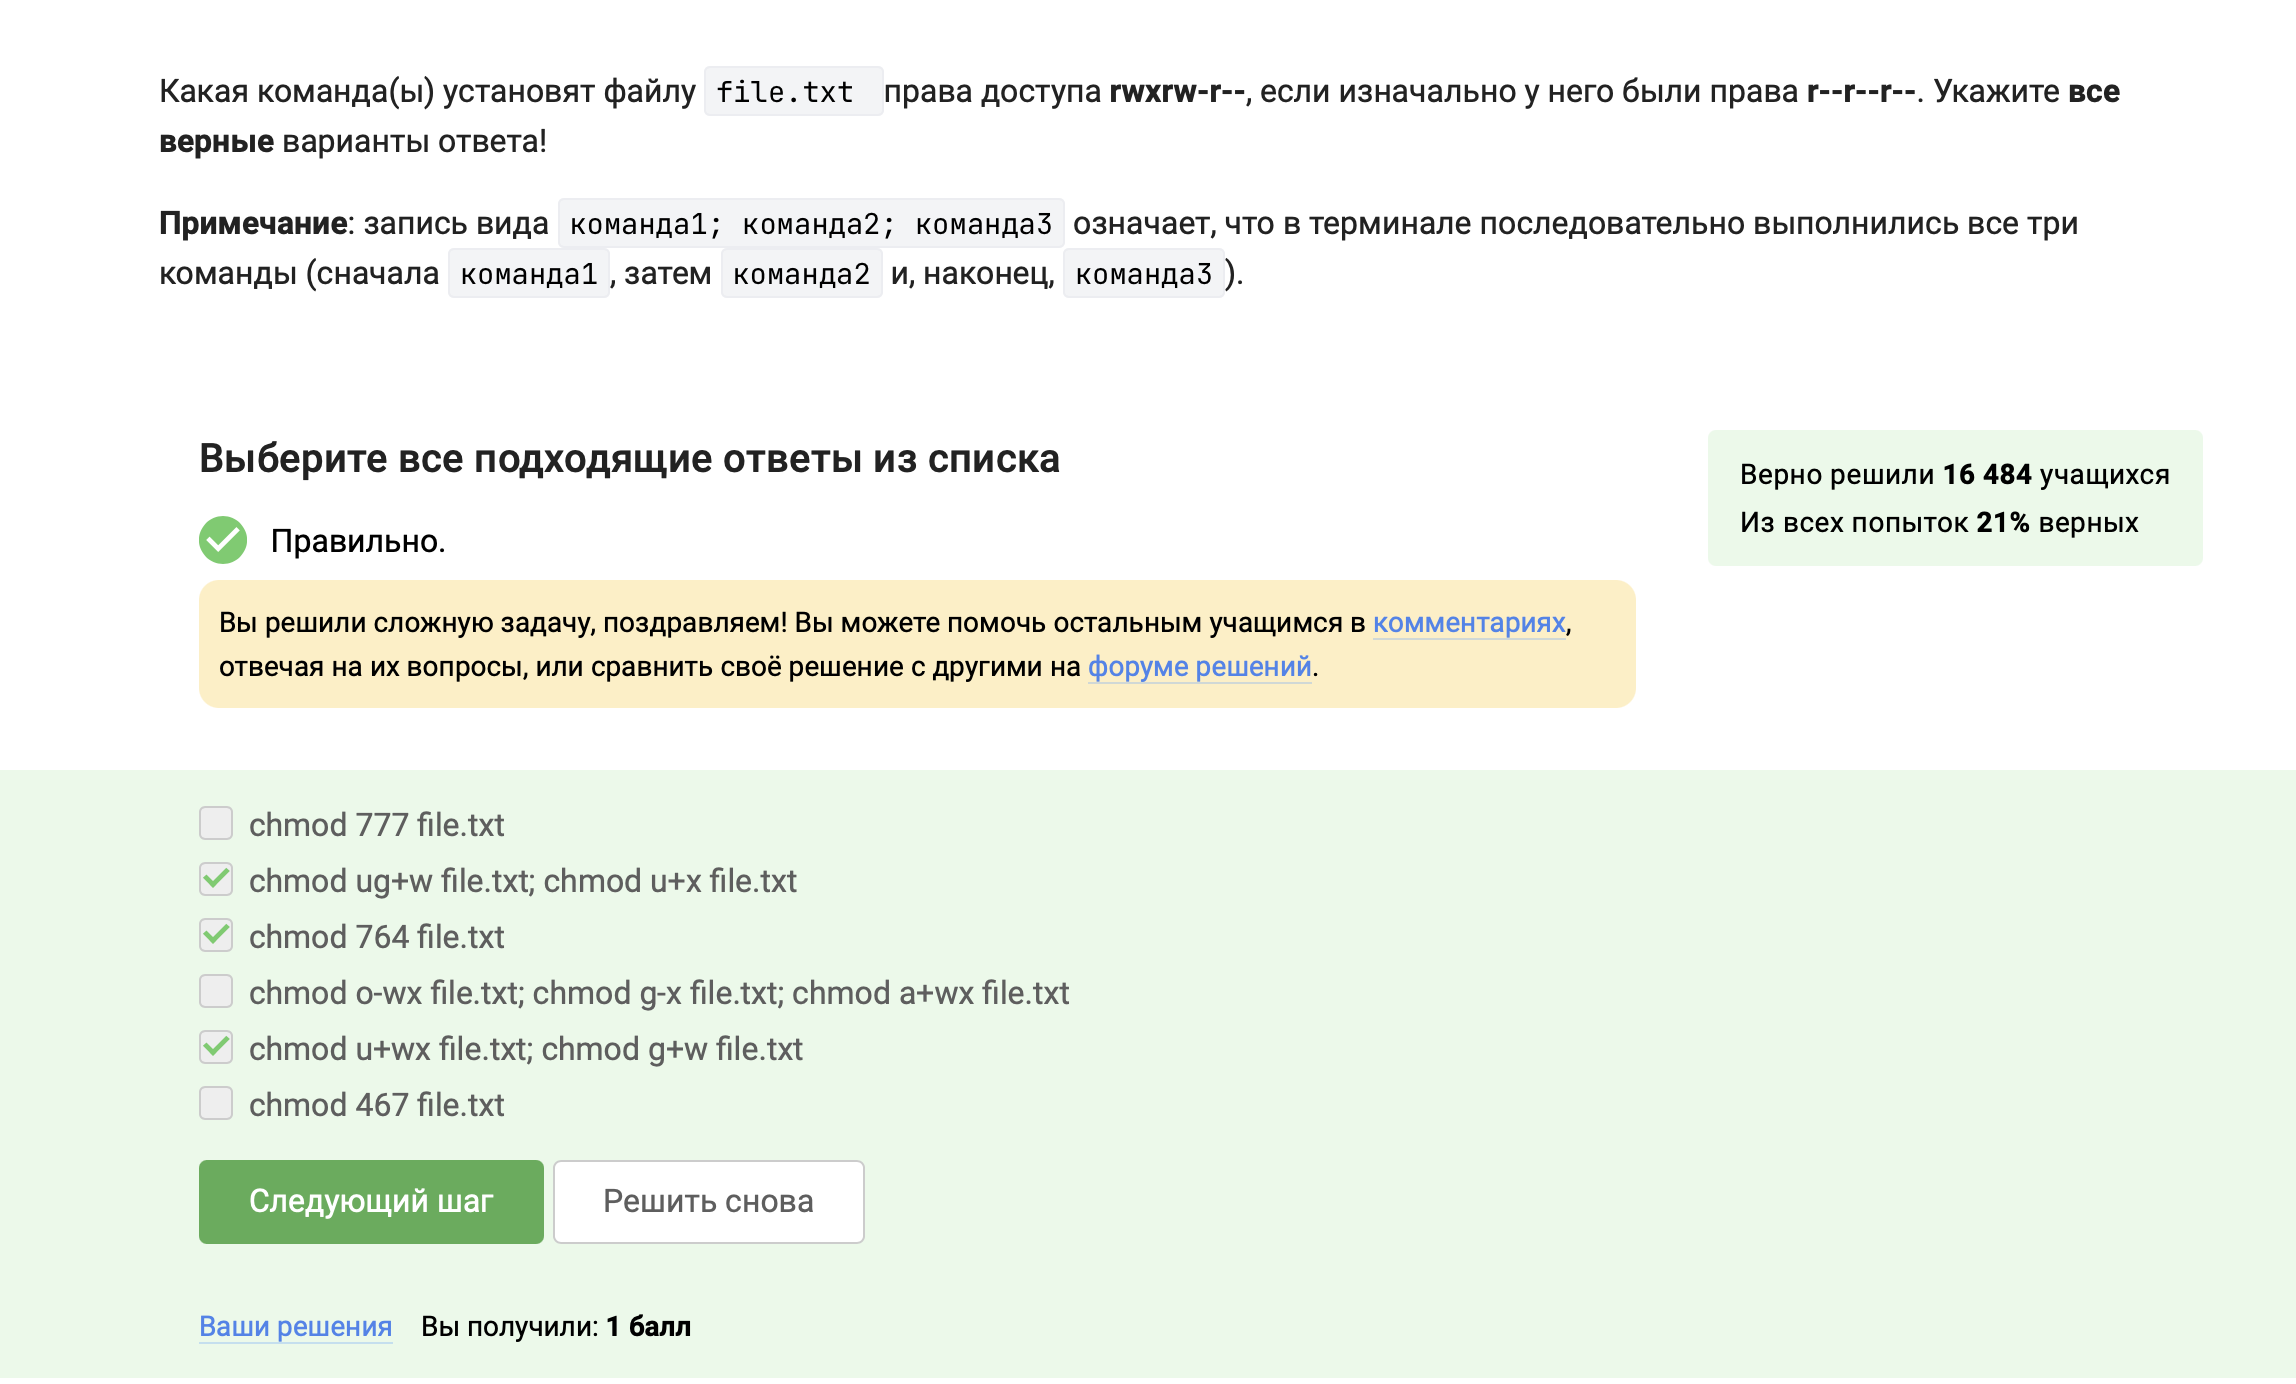 Какая команда(ы) установят файлу file.txt права доступа rwxrw-r--, если изначально у него были права r--r--r--. Укажите все
верные варианты ответа!
Примечание: запись вида команда1; команда2; команда3 означает, что в терминале последовательно выполнились все три
команды (сначала команда1, затем команда2 и, наконец, команда3).
Выберите все подходящие ответы из списка
Верно решили 16 484 учащихся
Из всех попыток 21% верных
Правильно.
Вы решили сложную задачу, поздравляем! Вы можете помочь остальным учащимся в комментариях,
отвечая на их вопросы, или сравнить своё решение с другими на форуме решений.
chmod 777 file.txt
chmod ug+w file.txt; chmod u+x file.txt
chmod 764 file.txt
chmod o-wx file.txt; chmod g-x file.txt; chmod a+wx file.txt
chmod u+wx file.txt; chmod g+w file.txt
chmod 467 file.txt
Следующий шаг
Решить снова
Ваши решения Вы получили: 1 балл